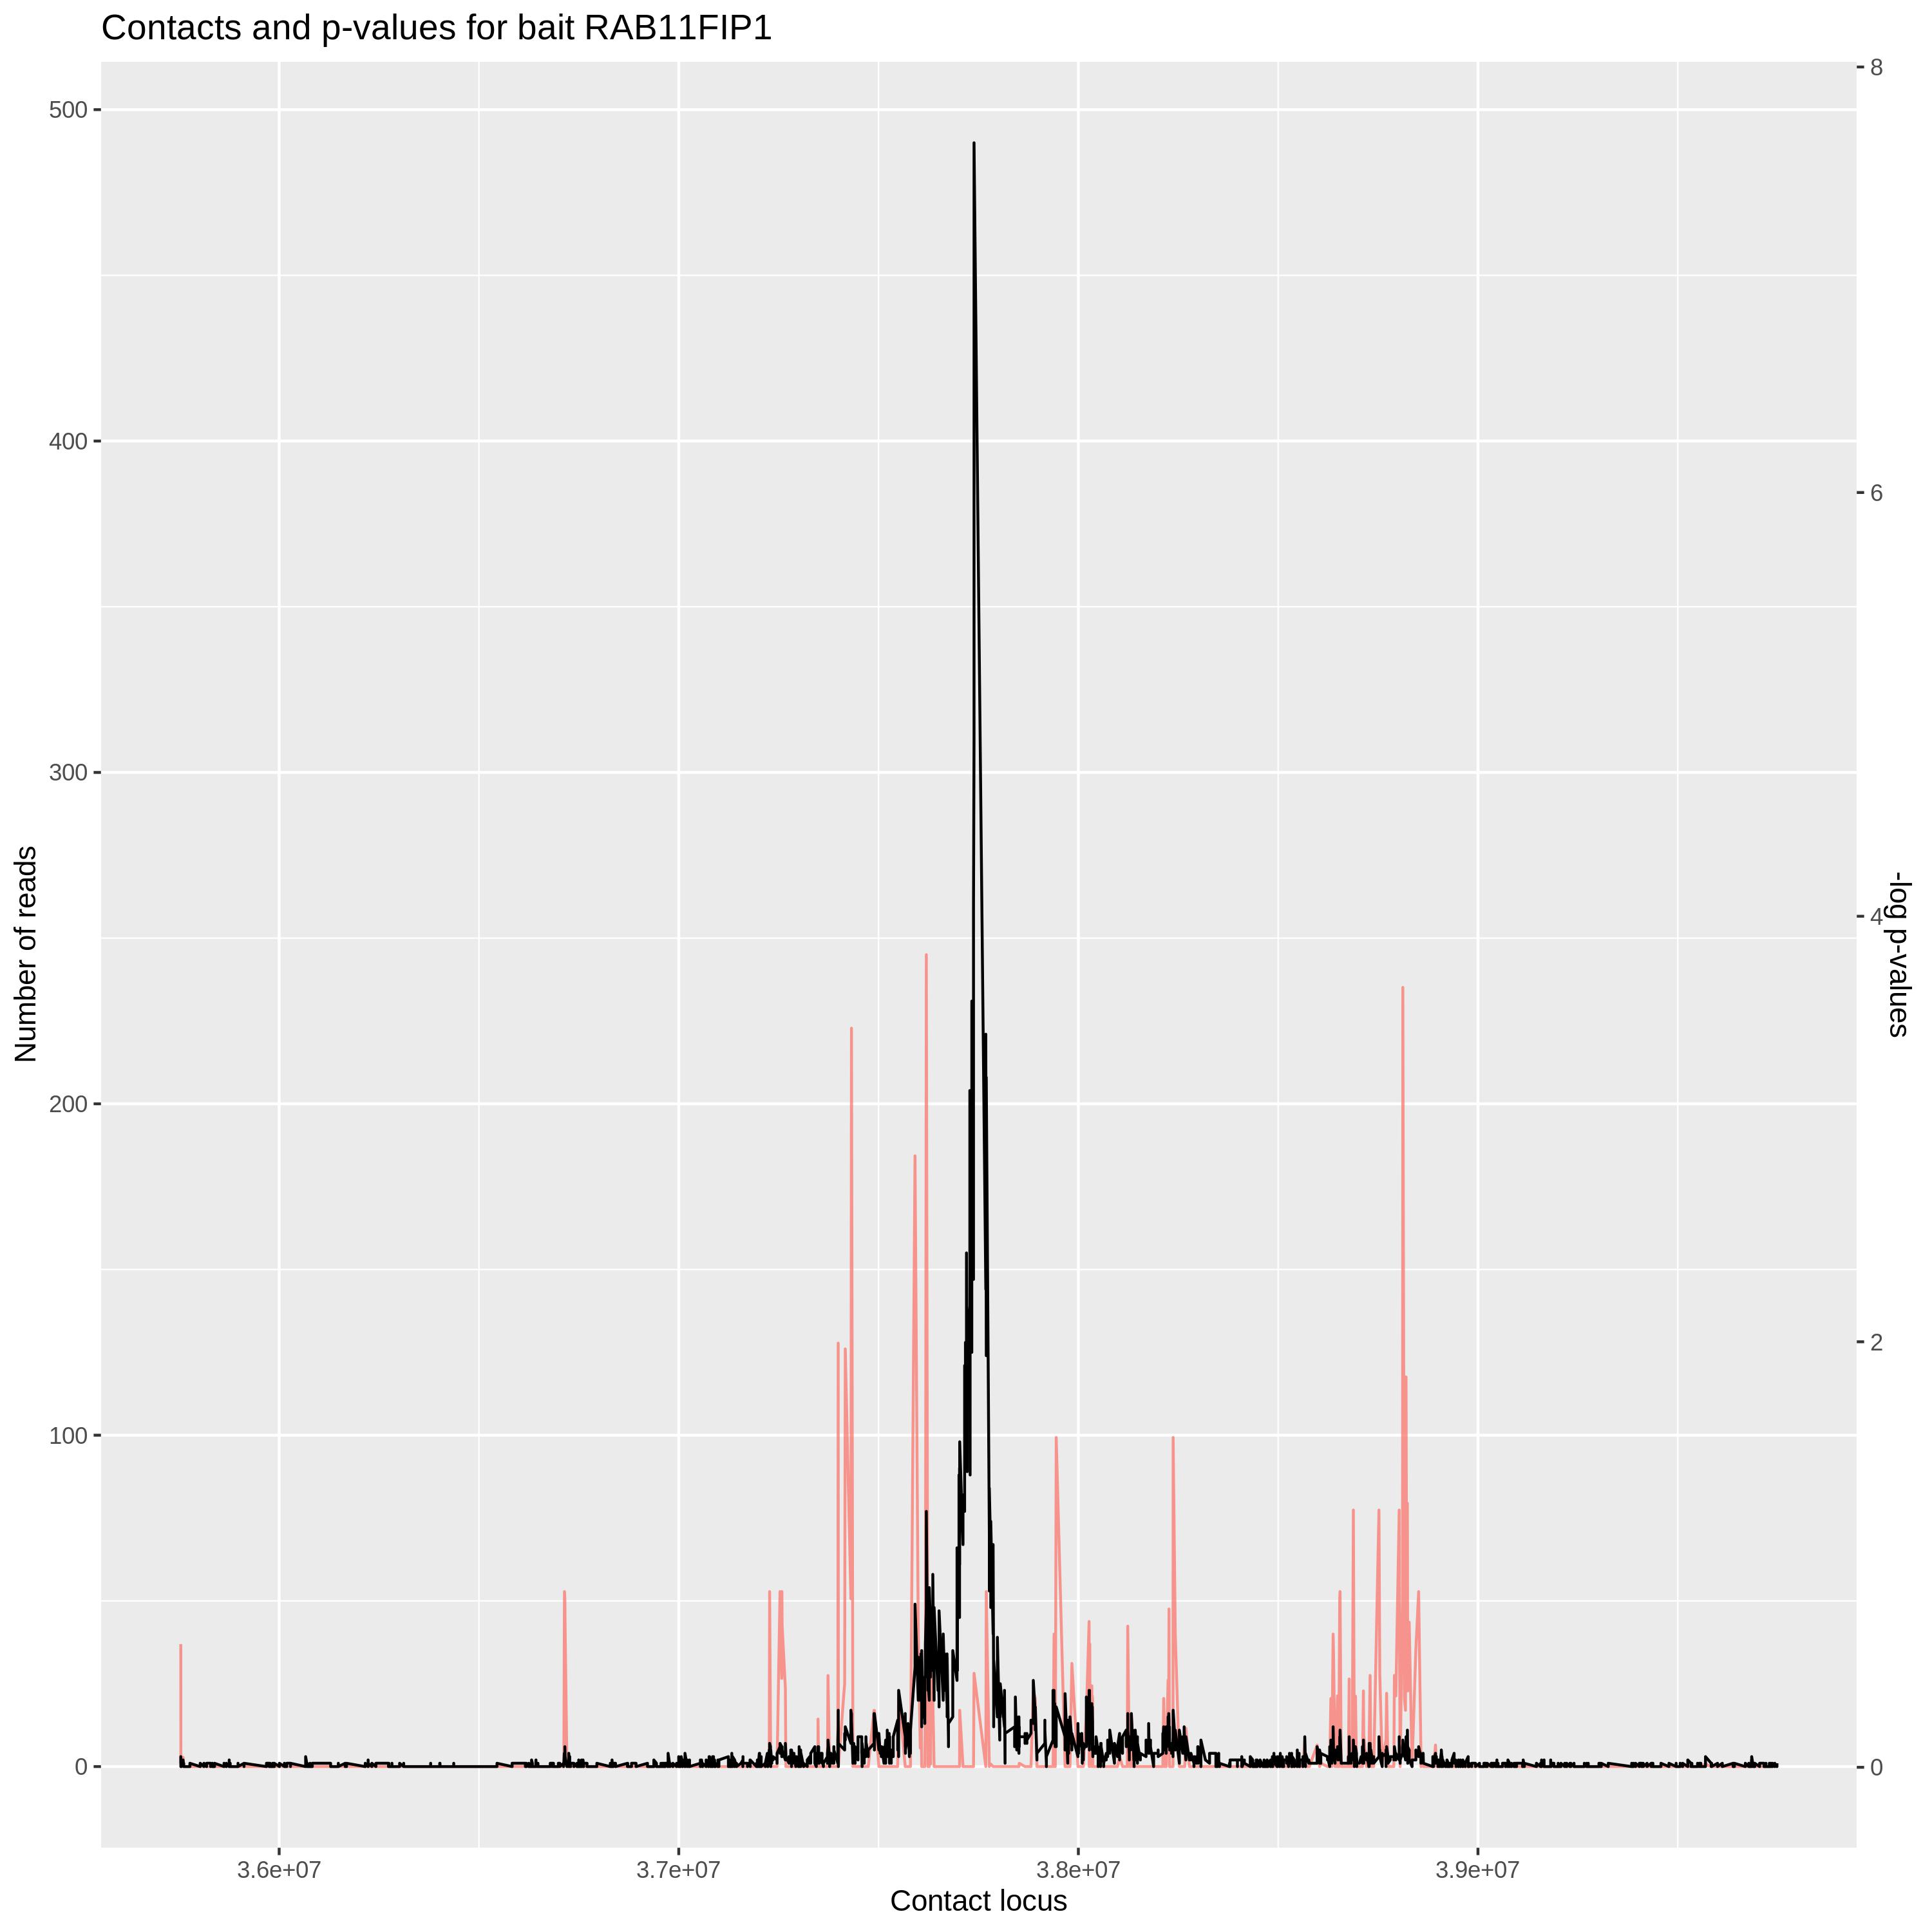 Contacts and p-values for bait RAB11FIP1
500
400
300
200
100
0
Number of reads
8
6
4
2
0
-log p-values
3.6e+07
3.7e+07
3.8e+07
3.9e+07
Contact locus